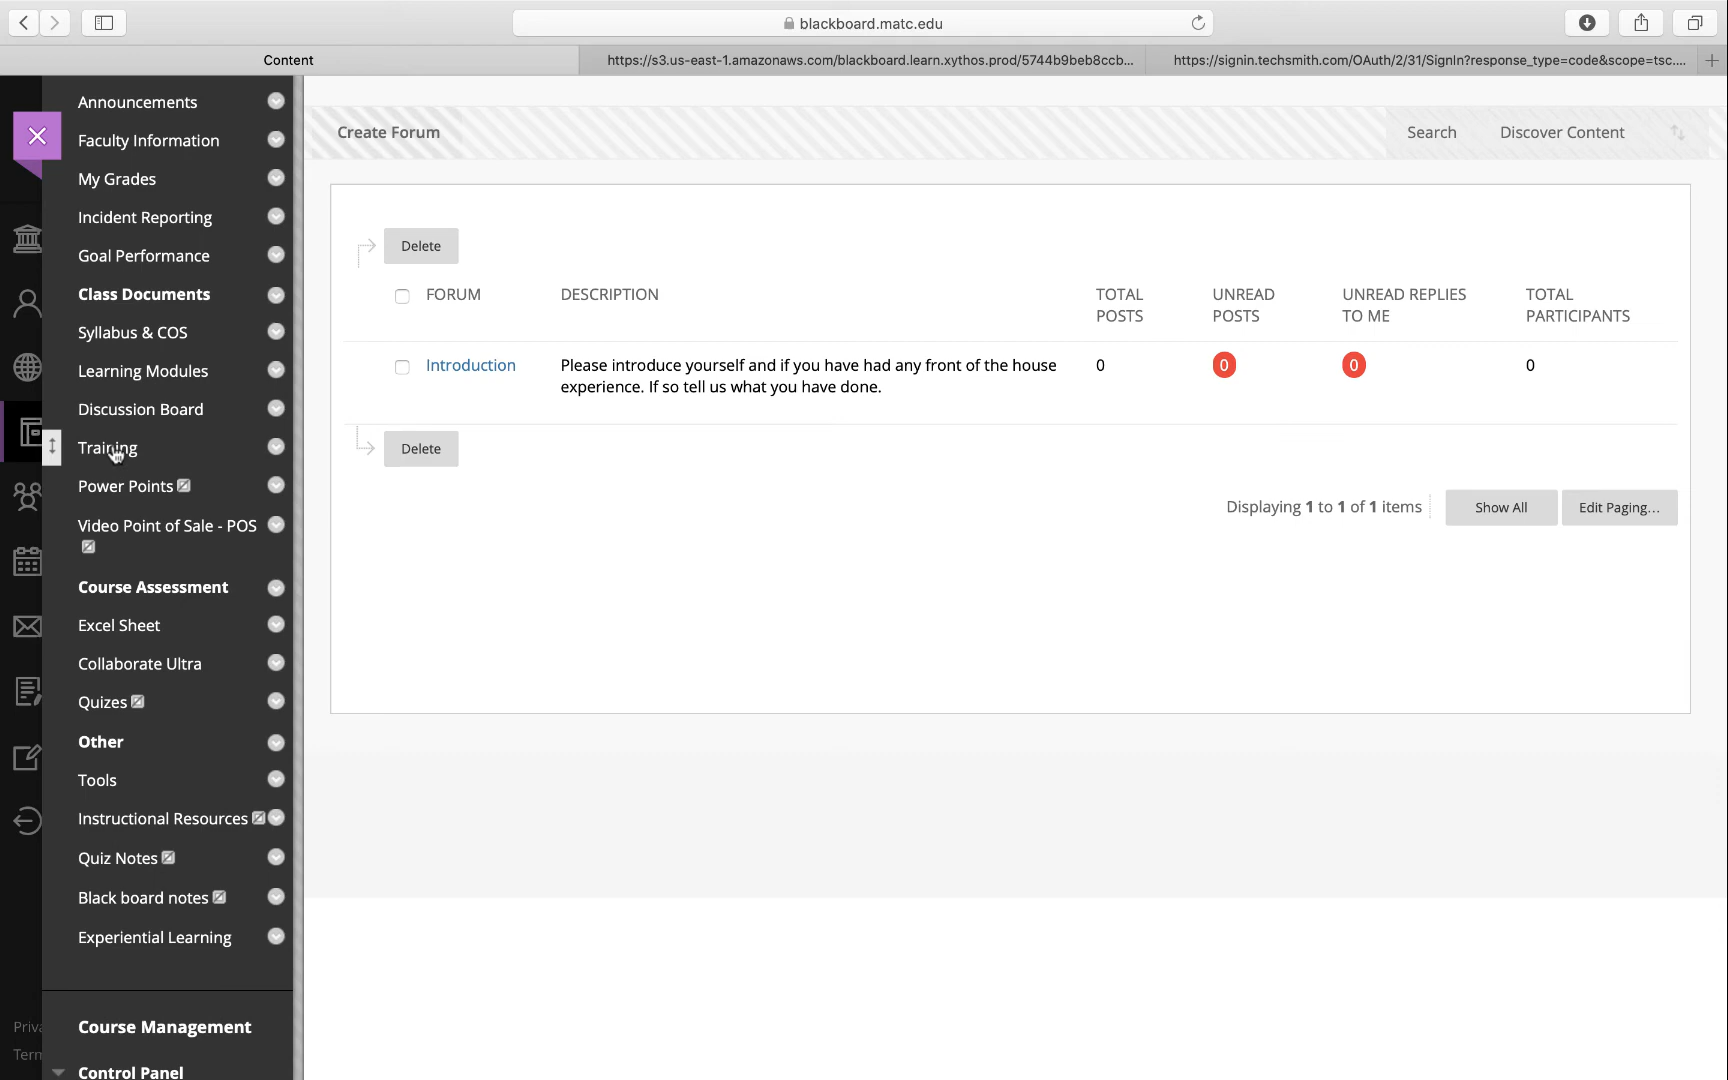 blackboard.matc.edu
Content
https://s3.us-east-1.amazonaws.com/blackboard.learn.xythos.prod/5744b9beb8ccb...
https://signin.techsmith.com/OAuth/2/31/SignIn?response_type=code&scope=tsc....
Announcements
Faculty Information
My Grades
Incident Reporting
Goal Performance
Class Documents
Syllabus & COS
Learning Modules
Discussion Board
Training
Power Points
Video Point of Sale - POS
Course Assessment
Excel Sheet
Collaborate Ultra
Quizes
Other
Tools
Instructional Resources
Quiz Notes
Black board notes
Experiential Learning
Course Management
Control Panel
Priva
Term
Create Forum
Search
Discover Content
Delete
FORUM
DESCRIPTION
TOTAL
POSTS
UNREAD
POSTS
UNREAD REPLIES
TO ME
TOTAL
PARTICIPANTS
Introduction
Please introduce yourself and if you have had any front of the house
experience. If so tell us what you have done.
0
0
0
0
Delete
Displaying 1 to 1 of 1 items
Show All
Edit Paging...